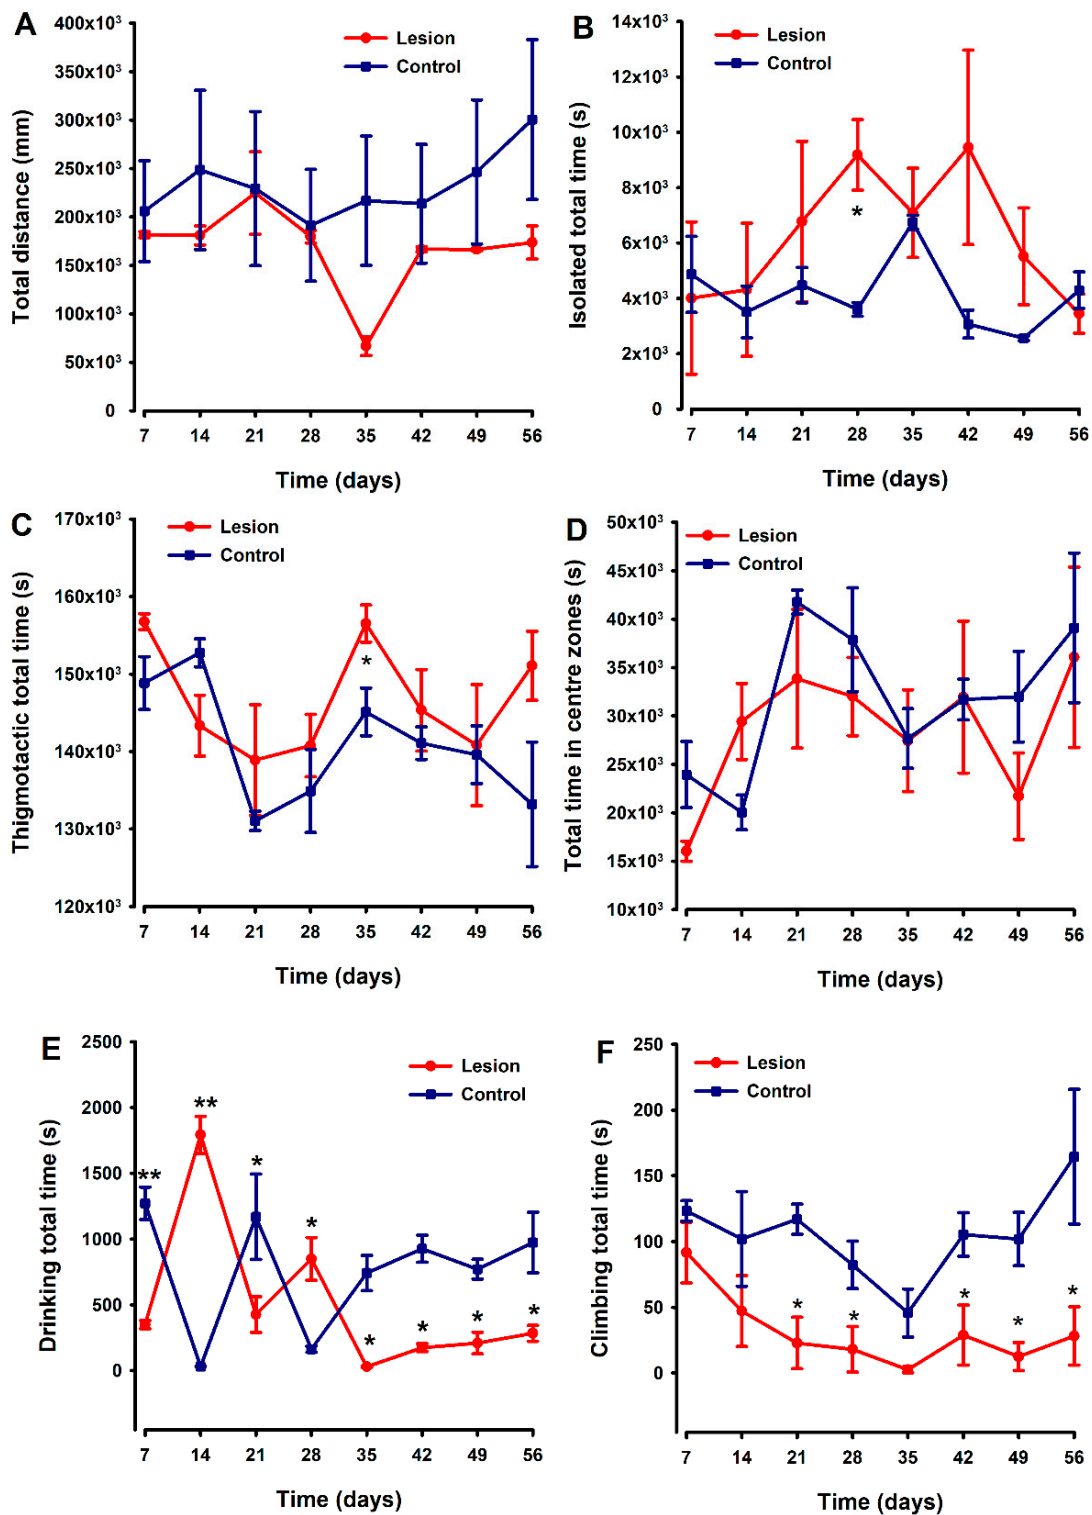 A
Total distance (mm)
400x10³
350x10³
300x10³
250x10³
200x10³
150x10³
100x10³
50x10³
0
Lesion
Control
7 14 21 28 35 42 49 56
Time (days)
B
Isolated total time (s)
14x10³
12x10³
10x10³
8x10³
6x10³
4x10³
2x10³
0
Lesion
Control
*
7 14 21 28 35 42 49 56
Time (days)
C
Thigmotactic total time (s)
170x10³
160x10³
150x10³
140x10³
130x10³
120x10³
Lesion
Control
*
7 14 21 28 35 42 49 56
Time (days)
D
Total time in centre zones (s)
50x10³
45x10³
40x10³
35x10³
30x10³
25x10³
20x10³
15x10³
10x10³
Lesion
Control
7 14 21 28 35 42 49 56
Time (days)
E
Drinking total time (s)
2500
2000
1500
1000
500
0
Lesion
Control
** ** * * * * * *
7 14 21 28 35 42 49 56
Time (days)
F
Climbing total time (s)
250
200
150
100
50
0
Lesion
Control
* * * * *
7 14 21 28 35 42 49 56
Time (days)